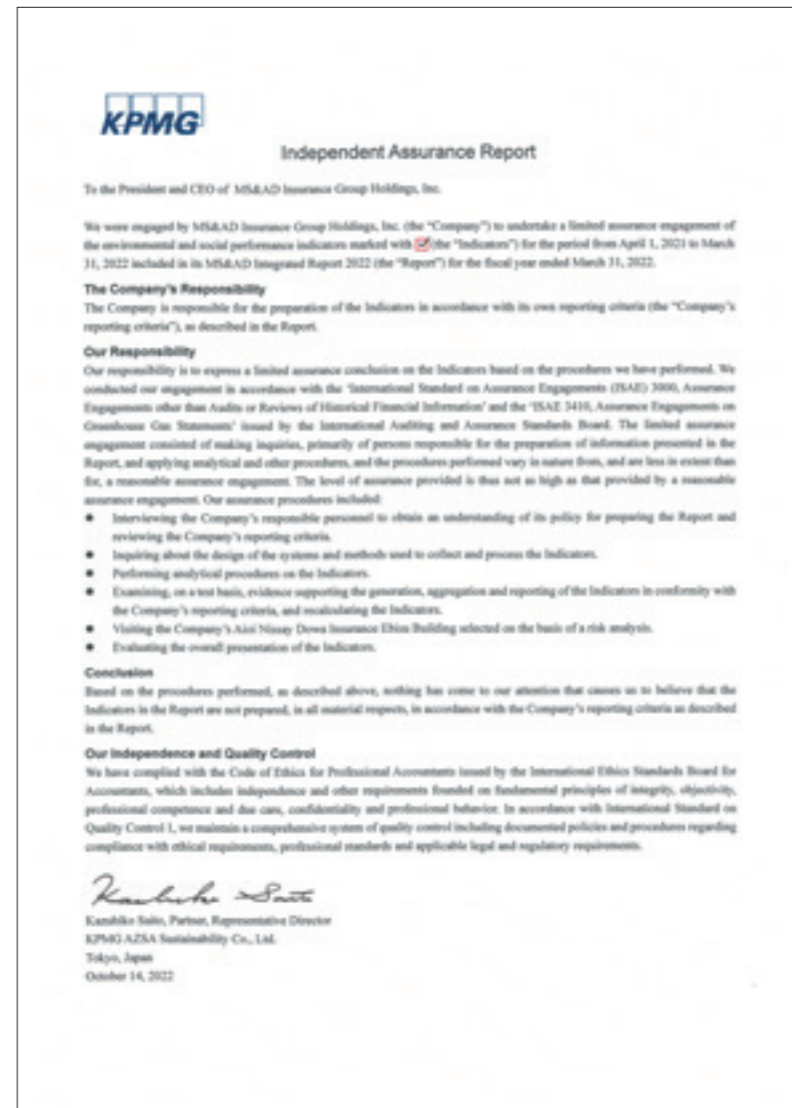 KPMG
Independent Assurance Report
To the President and CEO of MS&AD Insurance Group Holdings, Inc.
We were engaged by MS&AD Insurance Group Holdings, Inc. (the “Company”) to undertake a limited assurance engagement of
the environmental and social performance indicators marked with (the “Indicators”) for the period from April 1, 2021 to March
31, 2022 included in its MS&AD Integrated Report 2022 (the “Report”) for the fiscal year ended March 31, 2022.
The Company’s Responsibility
The Company is responsible for the preparation of the Indicators in accordance with its own reporting criteria (the “Company’s
reporting criteria”), as described in the Report.
Our Responsibility
Our responsibility is to express a limited assurance conclusion on the Indicators based on the procedures we have performed. We
conducted our engagement in accordance with the ‘International Standard on Assurance Engagements (ISAE) 3000, Assurance
Engagements other than Audits or Reviews of Historical Financial Information’ and the ‘ISAE 3410, Assurance Engagements on
Greenhouse Gas Statements’ issued by the International Auditing and Assurance Standards Board. The limited assurance
engagement consisted of making inquiries, primarily of persons responsible for the preparation of information presented in the
Report, and applying analytical and other procedures, and the procedures performed vary in nature from, and are less in extent than
for, a reasonable assurance engagement. The level of assurance provided is thus not as high as that provided by a reasonable
assurance engagement. Our assurance procedures included:
● Interviewing the Company’s responsible personnel to obtain an understanding of its policy for preparing the Report and
reviewing the Company’s reporting criteria.
● Inquiring about the design of the systems and methods used to collect and process the Indicators.
● Performing analytical procedures on the Indicators.
● Examining, on a test basis, evidence supporting the generation, aggregation and reporting of the Indicators in conformity with
the Company’s reporting criteria, and recalculating the Indicators.
● Visiting the Company’s Aioi Nissay Dowa Insurance Ebisu Building selected on the basis of a risk analysis.
● Evaluating the overall presentation of the Indicators.
Conclusion
Based on the procedures performed, as described above, nothing has come to our attention that causes us to believe that the
Indicators in the Report are not prepared, in all material respects, in accordance with the Company’s reporting criteria as described
in the Report.
Our Independence and Quality Control
We have complied with the Code of Ethics for Professional Accountants issued by the International Ethics Standards Board for
Accountants, which includes independence and other requirements founded on fundamental principles of integrity, objectivity,
professional competence and due care, confidentiality and professional behavior. In accordance with International Standard on
Quality Control 1, we maintain a comprehensive system of quality control including documented policies and procedures regarding
compliance with ethical requirements, professional standards and applicable legal and regulatory requirements.
Kazuhiko Saito
Kazuhiko Saito, Partner, Representative Director
KPMG AZSA Sustainability Co., Ltd.
Tokyo, Japan
October 14, 2022